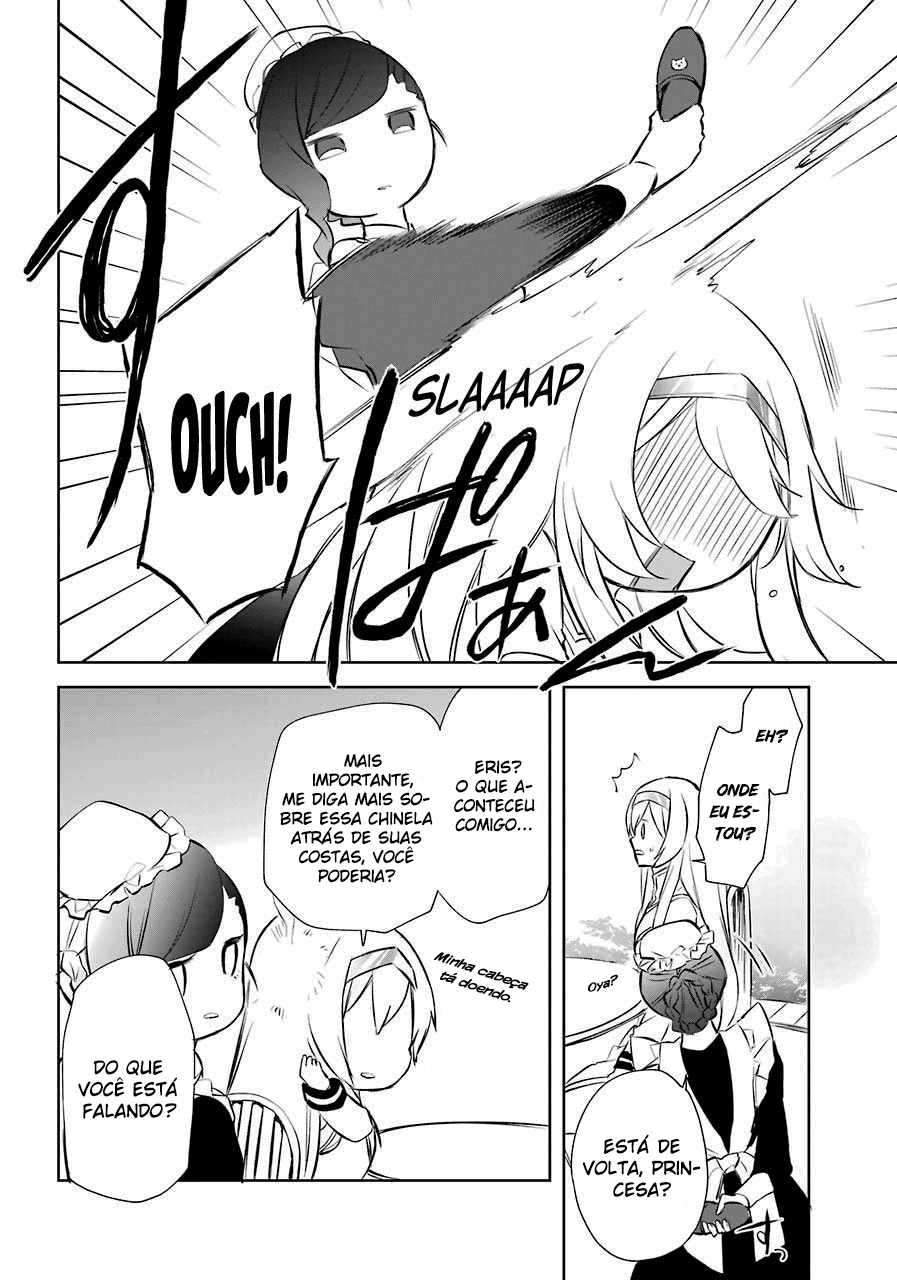 す
OUCH!
SLAAAAP
ぱぁん
EH?
ONDE
EU ES-
TOU?
Oya?
ESTÁ DE
VOLTA, PRIN-
CESA?
ERIS?
O QUE A-
CONTECEU
COMIGO...
MAIS
IMPORTANTE,
ME DIGA MAIS SO-
BRE ESSA CHINELA
ATRÁS DE SUAS
COSTAS, VOCÊ
PODERIA?
Minha cabeça
tá doendo.
DO QUE
VOCÊ ESTÁ
FALANDO?